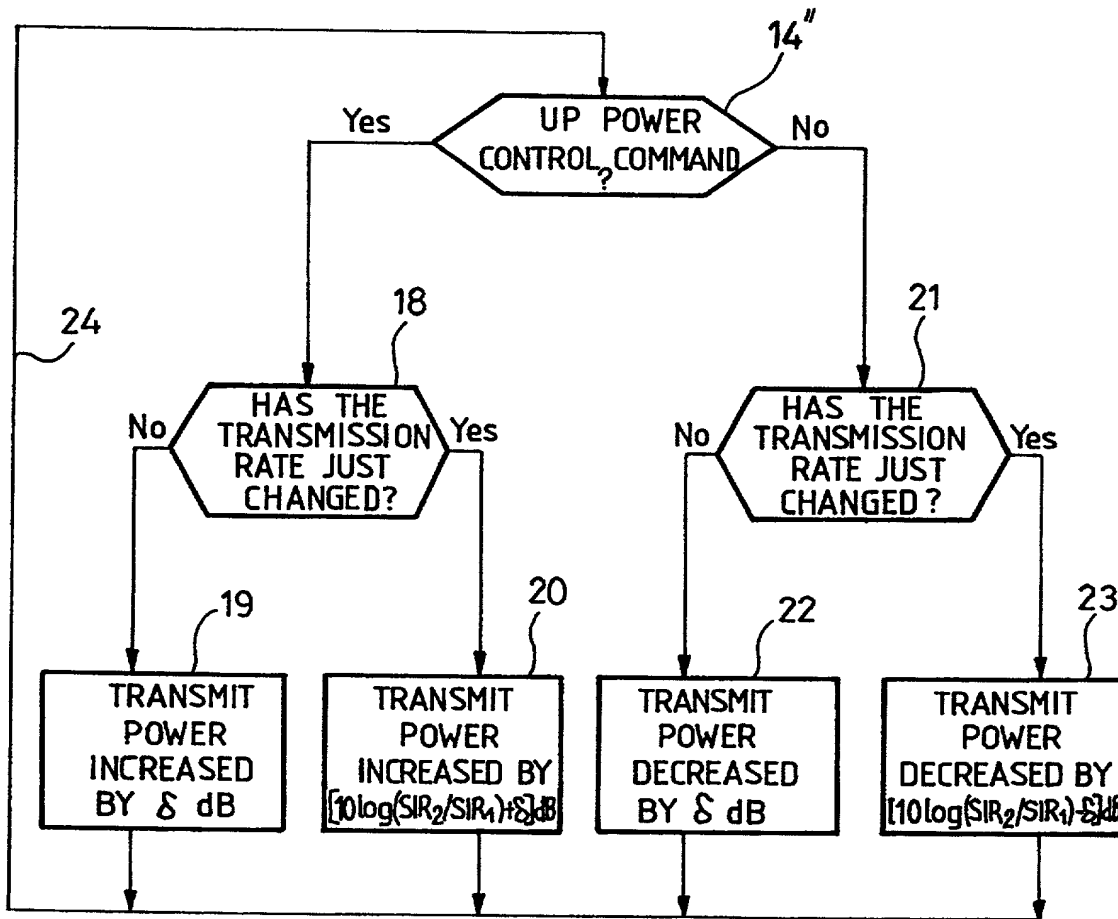 14"
UP POWER
CONTROL COMMAND
?
Yes
No
24
18
21
HAS THE
TRANSMISSION
RATE JUST
CHANGED?
No
Yes
HAS THE
TRANSMISSION
RATE JUST
CHANGED ?
No
Yes
19
20
22
23
TRANSMIT
POWER
INCREASED
BY δ dB
TRANSMIT
POWER
INCREASED BY
[10log(SIR₂/SIR₁)+δ]dB
TRANSMIT
POWER
DECREASED
BY δ dB
TRANSMIT
POWER
DECREASED BY
[10log(SIR₂/SIR₁)-δ]dB